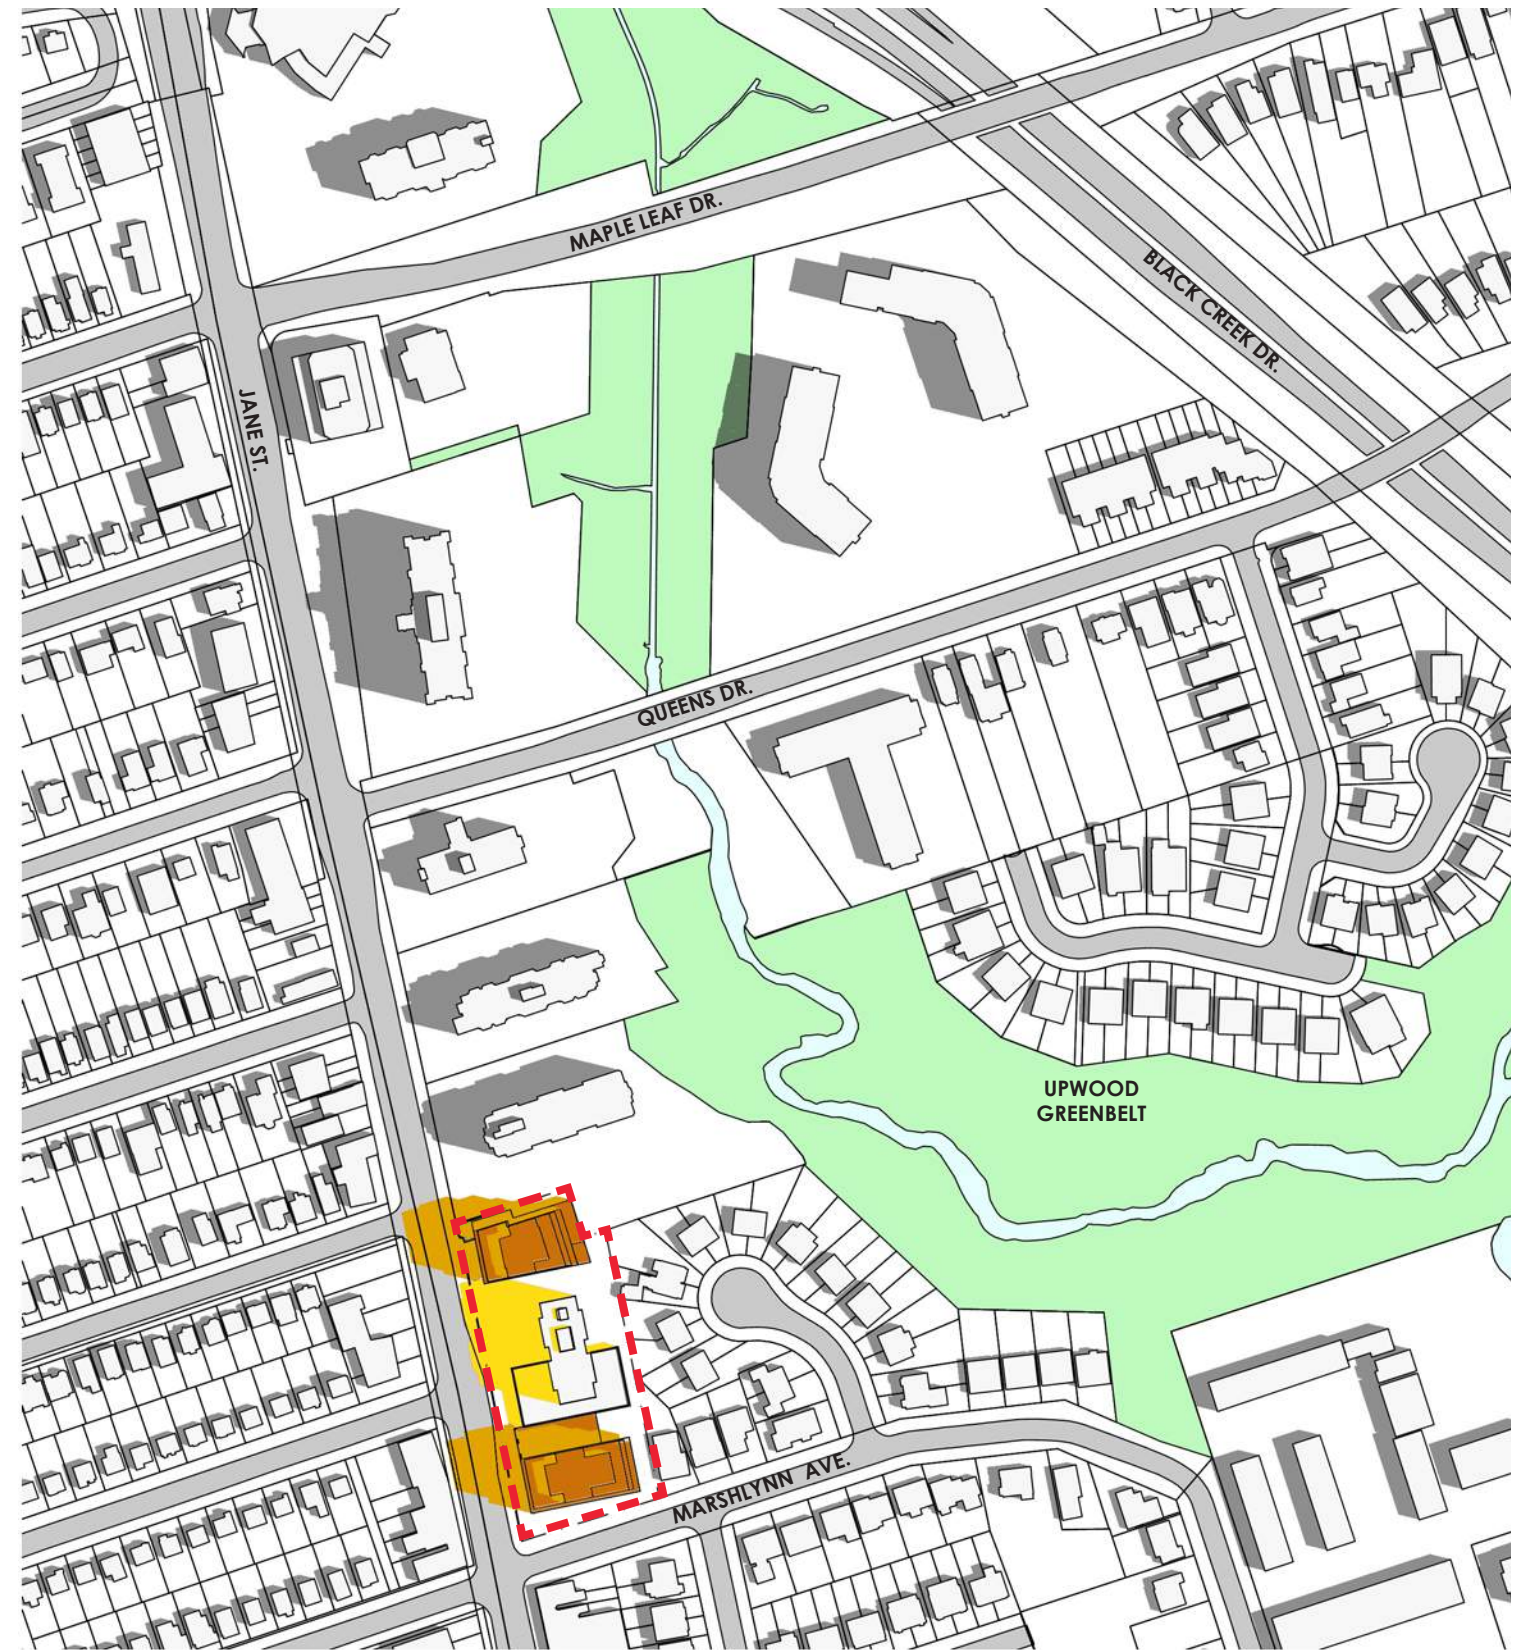 MAPLE LEAF DR.
BLACK CREEK DR.
JANE ST.
QUEENS DR.
UPWOOD
GREENBELT
MARSHLYNN AVE.